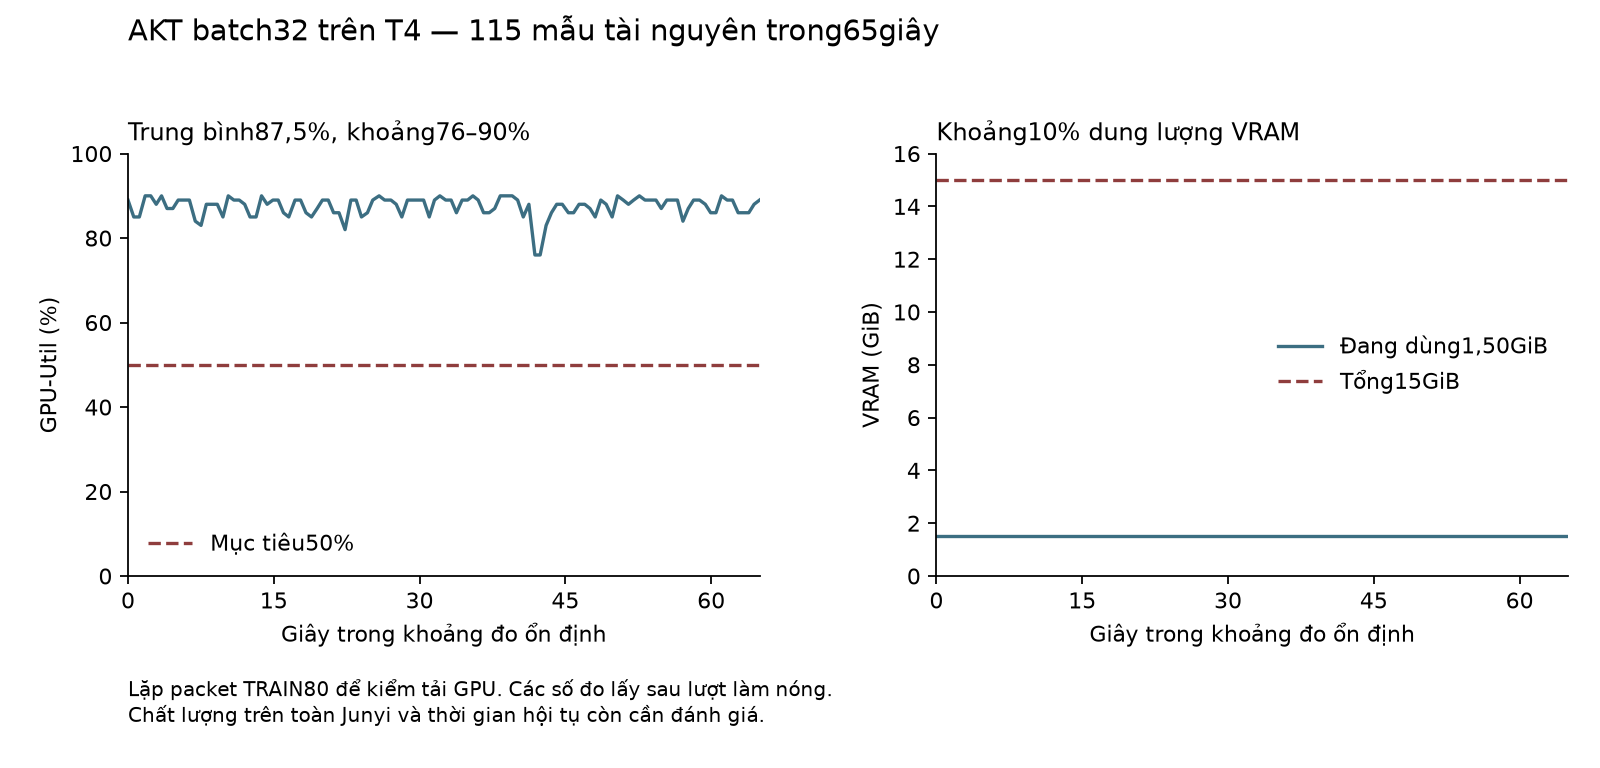 AKT batch32 trên T4 — 115 mẫu tài nguyên trong65giây
Trung bình87,5%, khoảng76–90%
100
80
60
40
20
0
GPU-Util (%)
Mục tiêu50%
0 15 30 45 60
Giây trong khoảng đo ổn định
Khoảng10% dung lượng VRAM
16
14
12
10
8
6
4
2
0
VRAM (GiB)
Đang dùng1,50GiB
Tổng15GiB
0 15 30 45 60
Giây trong khoảng đo ổn định
Lặp packet TRAIN80 để kiểm tải GPU. Các số đo lấy sau lượt làm nóng.
Chất lượng trên toàn Junyi và thời gian hội tụ còn cần đánh giá.